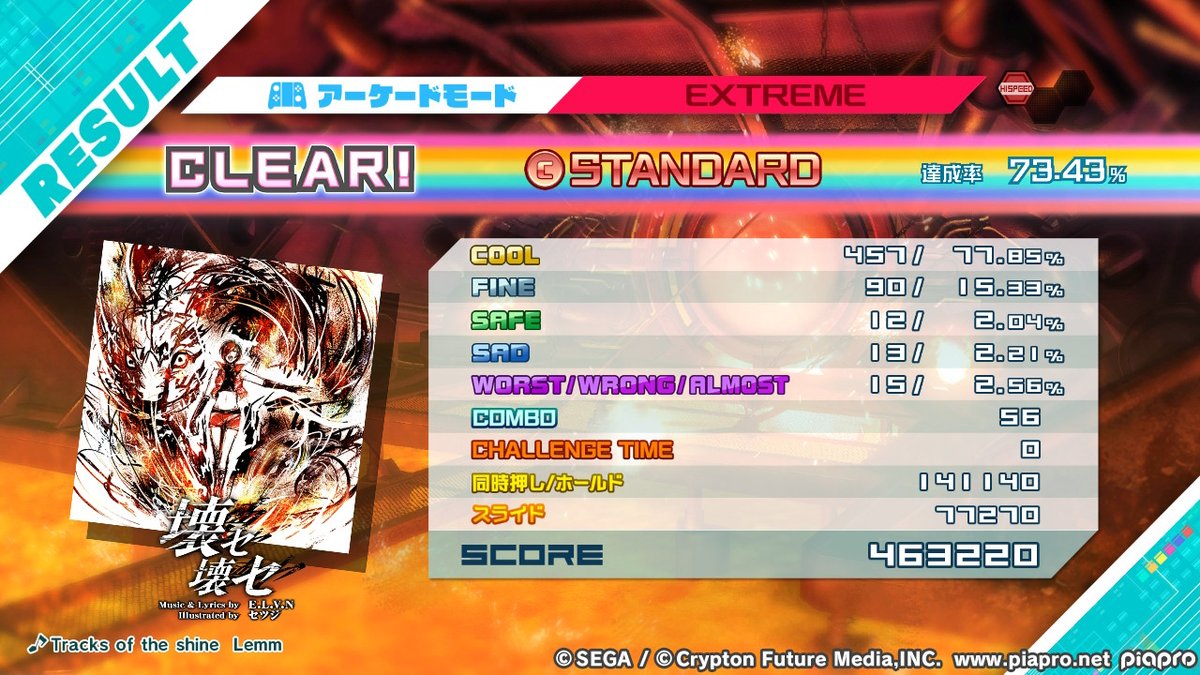 RESULT
アーケードモード EXTREME HISPEED
CLEAR! C STANDARD 達成率 73.43%
COOL 457/ 77.85%
FINE 90/ 15.33%
SAFE 12/ 2.04%
SAD 13/ 2.21%
WORST/WRONG/ALMOST 15/ 2.56%
COMBO 56
CHALLENGE TIME 0
同時押し/ホールド 141140
スライド 77270
SCORE 463220
壊セ
壊セ
Music & Lyrics by E.L.V.N
Illustrated by セツジ
♪Tracks of the shine Lemm
©SEGA / ©Crypton Future Media,INC. www.piapro.net piapro